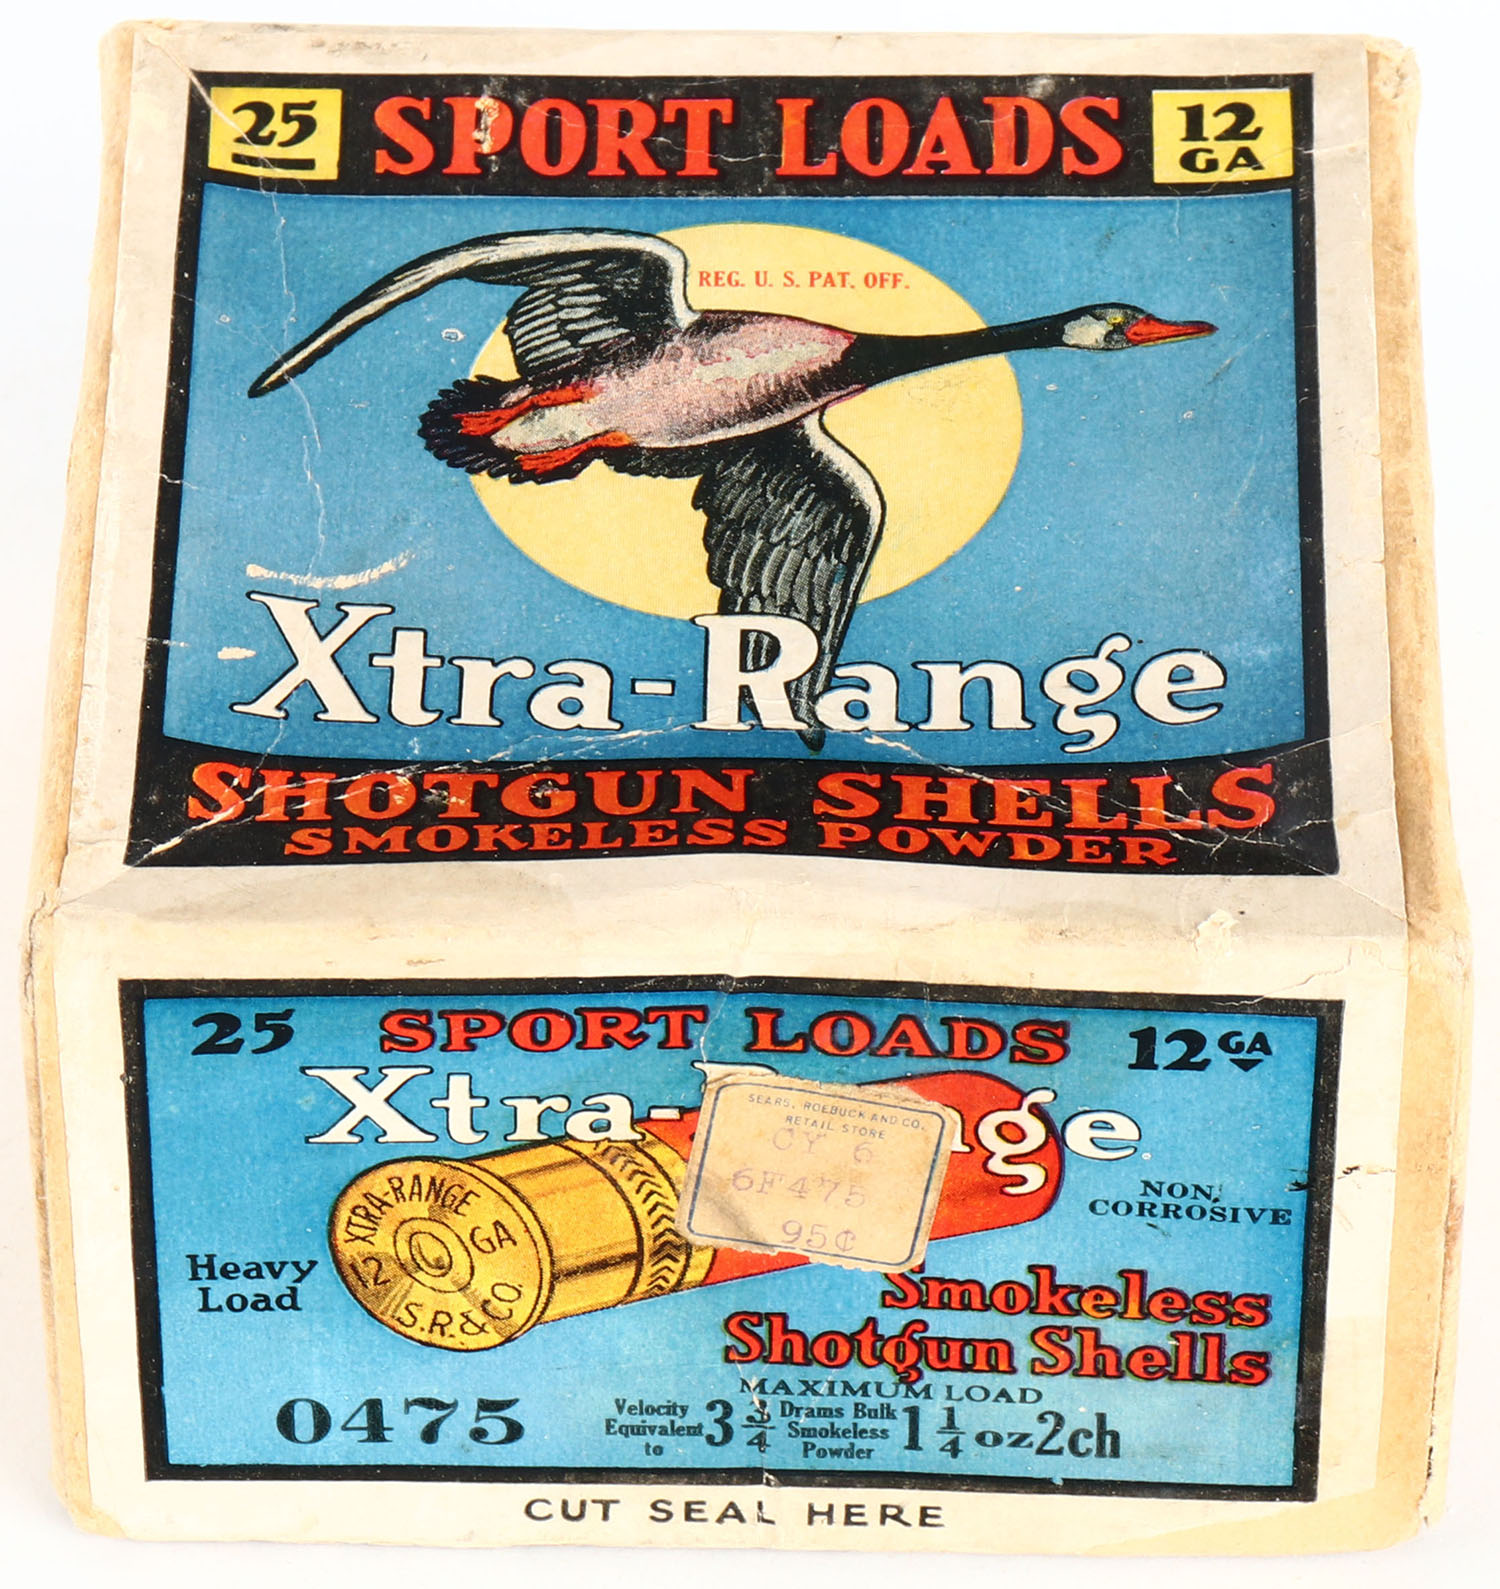 25 SPORT LOADS 12 GA
REG. U. S. PAT. OFF.
Xtra-Range
SHOTGUN SHELLS
SMOKELESS POWDER
25 SPORT LOADS 12 GA
Xtra- nge
SEARS, ROEBUCK AND CO.
RETAIL STORE
CY 6
6F475
95¢
XTRA-RANGE
12 GA
S.R.&CO.
NON
CORROSIVE
Heavy
Load
Smokeless
Shotgun Shells
MAXIMUM LOAD
0475
Velocity Equivalent to 3 3/4 Drams Bulk Smokeless Powder 1 1/4 oz 2ch
CUT SEAL HERE